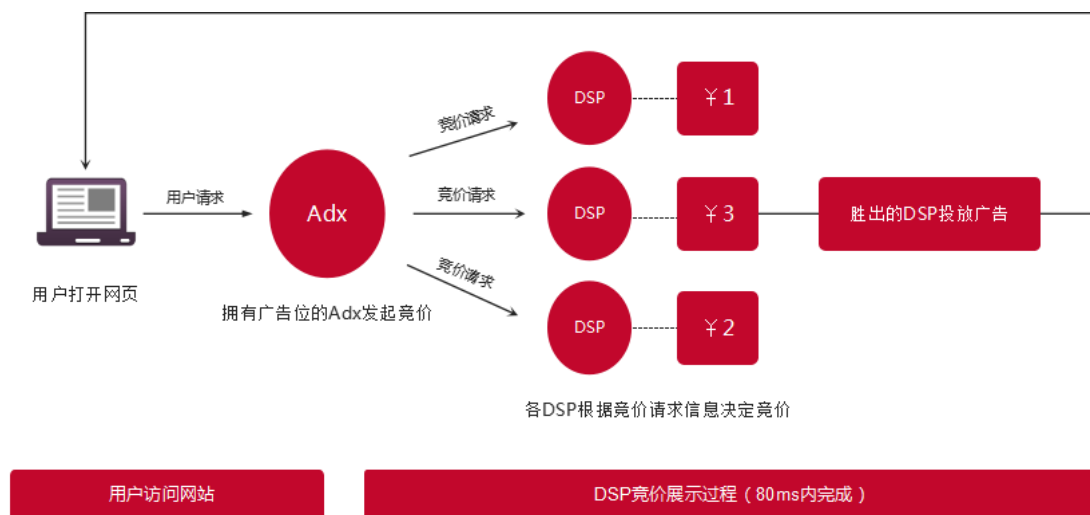 竞价请求
DSP
￥1
用户请求
Adx
竞价请求
DSP
￥3
胜出的DSP投放广告
竞价请求
用户打开网页
拥有广告位的Adx发起竞价
DSP
￥2
各DSP根据竞价请求信息决定竞价
用户访问网站
DSP竞价展示过程（80ms内完成）